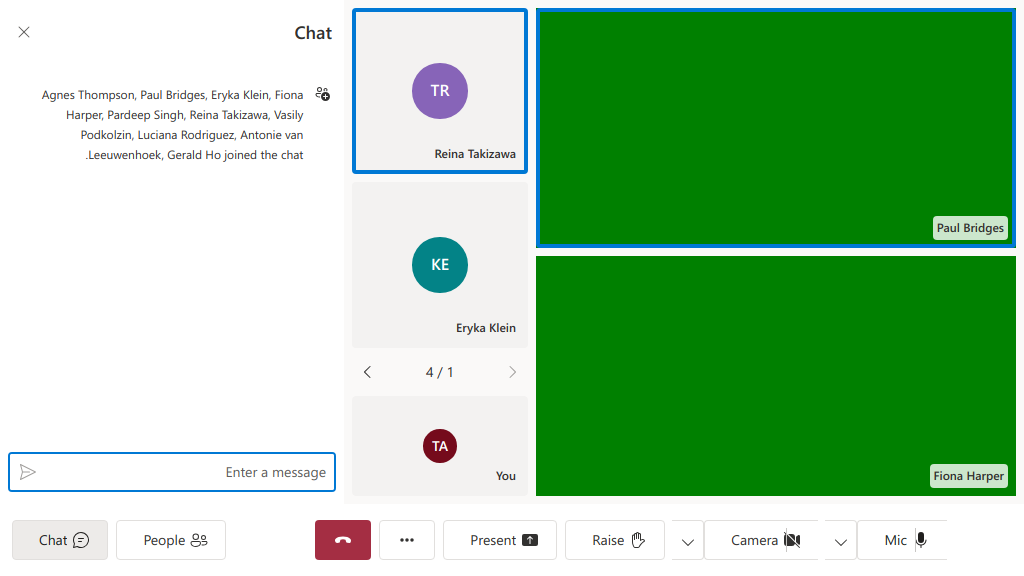 Chat
Agnes Thompson, Paul Bridges, Eryka Klein, Fiona
Harper, Pardeep Singh, Reina Takizawa, Vasily
Podkolzin, Luciana Rodriguez, Antonie van
.Leeuwenhoek, Gerald Ho joined the chat
Enter a message
TR
Reina Takizawa
KE
Eryka Klein
4 / 1
TA
You
Paul Bridges
Fiona Harper
Chat
People
Present
Raise
Camera
Mic